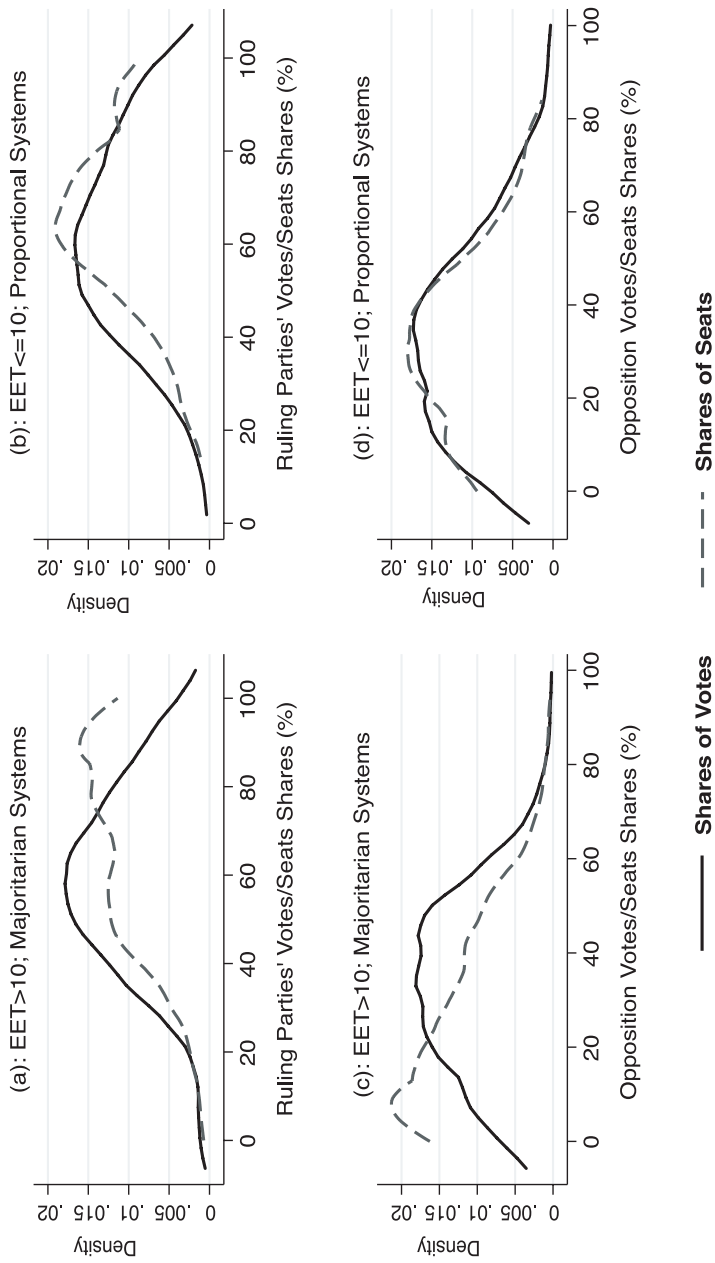 (a): EET>10; Majoritarian Systems
Density
.02
.015
.01
.005
0
0 20 40 60 80 100
Ruling Parties' Votes/Seats Shares (%)
(b): EET<=10; Proportional Systems
Density
.02
.015
.01
.005
0
0 20 40 60 80 100
Ruling Parties' Votes/Seats Shares (%)
(c): EET>10; Majoritarian Systems
Density
.02
.015
.01
.005
0
0 20 40 60 80 100
Opposition Votes/Seats Shares (%)
(d): EET<=10; Proportional Systems
Density
.02
.015
.01
.005
0
0 20 40 60 80 100
Opposition Votes/Seats Shares (%)
Shares of Votes
Shares of Seats